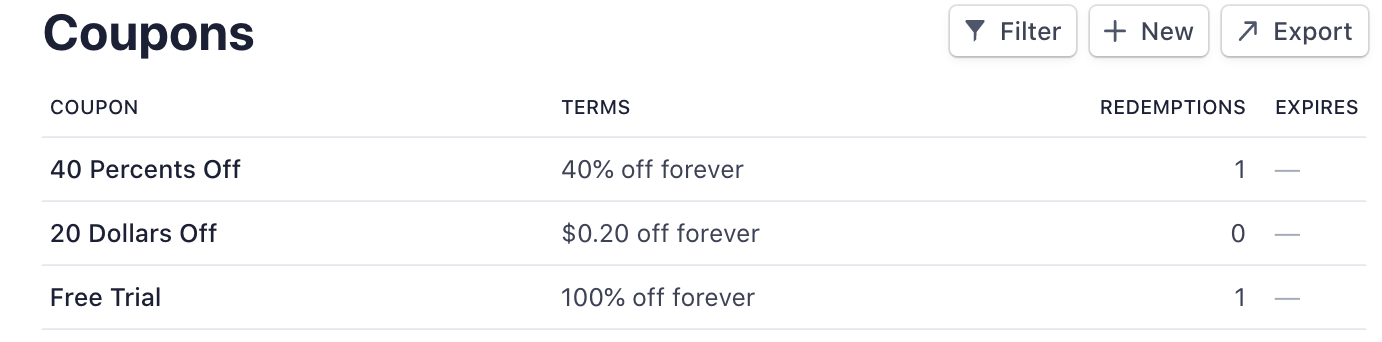 Coupons
Filter
New
Export
COUPON TERMS REDEMPTIONS EXPIRES
40 Percents Off 40% off forever 1 —
20 Dollars Off $0.20 off forever 0 —
Free Trial 100% off forever 1 —